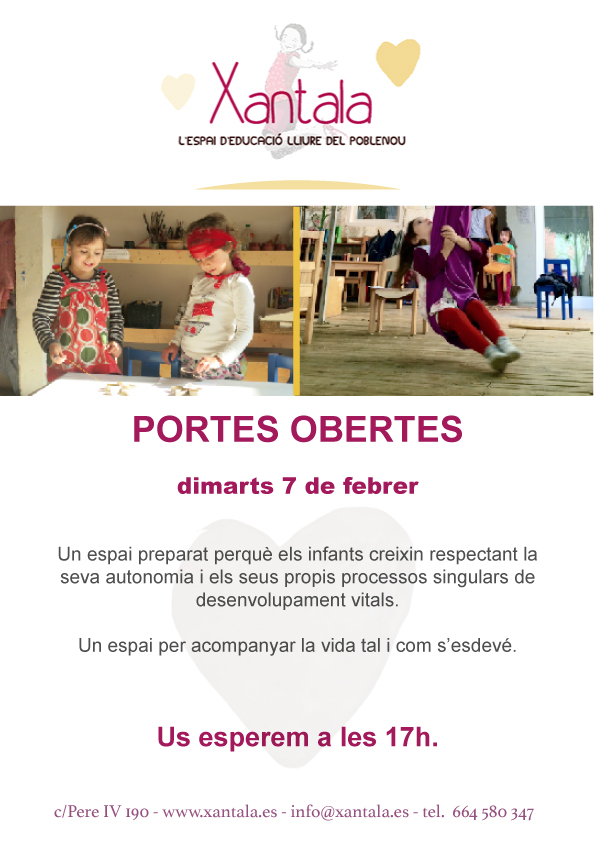 Xantala
L'ESPAI D'EDUCACIÓ LLIURE DEL POBLENOU
PORTES OBERTES
dimarts 7 de febrer
Un espai preparat perquè els infants creixin respectant la
seva autonomia i els seus propis processos singulars de
desenvolupament vitals.
Un espai per acompanyar la vida tal i com s’esdevé.
Us esperem a les 17h.
c/Pere IV 190 - www.xantala.es - info@xantala.es - tel. 664 580 347